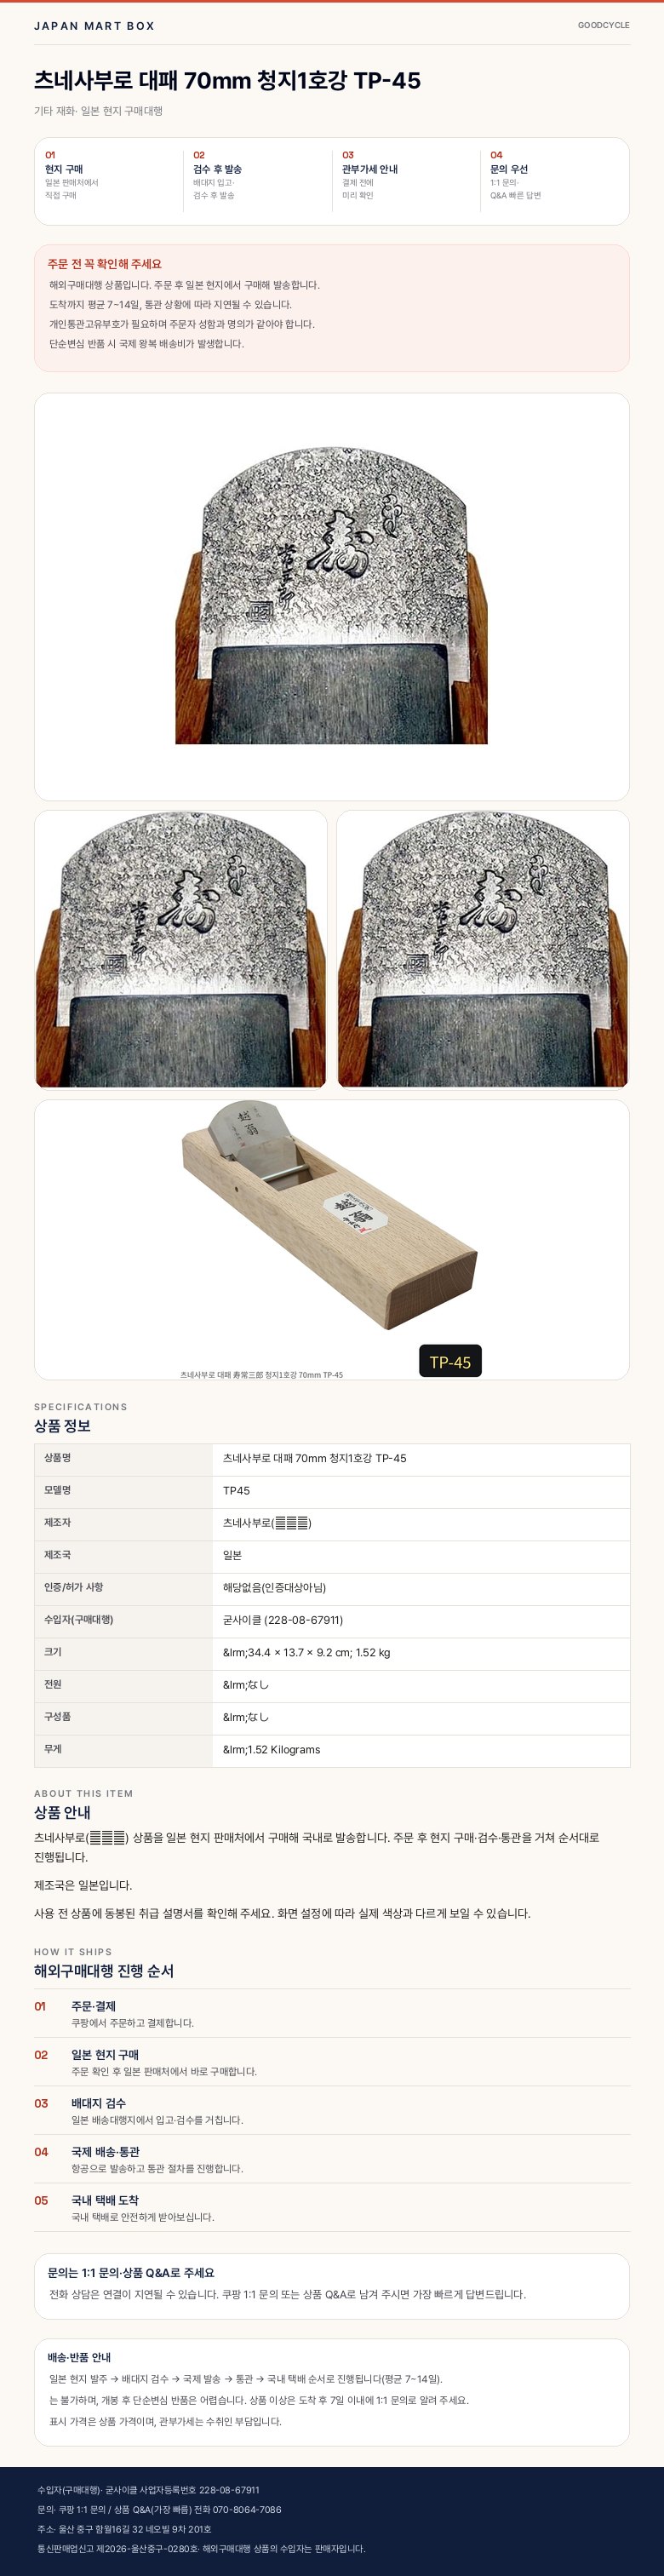 JAPAN MART BOX
GOODCYCLE
츠네사부로 대패 70mm 청지1호강 TP-45
기타 재화· 일본 현지 구매대행
01
현지 구매
일본 판매처에서
직접 구매
02
검수 후 발송
배대지 입고·
검수 후 발송
03
관부가세 안내
결제 전에
미리 확인
04
문의 우선
1:1 문의·
Q&A 빠른 답변
주문 전 꼭 확인해 주세요
해외구매대행 상품입니다. 주문 후 일본 현지에서 구매해 발송합니다.
도착까지 평균 7~14일, 통관 상황에 따라 지연될 수 있습니다.
개인통관고유부호가 필요하며 주문자 성함과 명의가 같아야 합니다.
단순변심 반품 시 국제 왕복 배송비가 발생합니다.
寿
常三郎
寿
常三郎
寿
常三郎
TP-45
츠네사부로 대패 寿常三郎 청지1호강 70mm TP-45
SPECIFICATIONS
상품 정보
상품명 츠네사부로 대패 70mm 청지1호강 TP-45
모델명 TP45
제조자 츠네사부로()
제조국 일본
인증/허가 사항 해당없음(인증대상아님)
수입자(구매대행) 굳사이클 (228-08-67911)
크기 &lrm;34.4 × 13.7 × 9.2 cm; 1.52 kg
전원 &lrm;なし
구성품 &lrm;なし
무게 &lrm;1.52 Kilograms
ABOUT THIS ITEM
상품 안내
츠네사부로() 상품을 일본 현지 판매처에서 구매해 국내로 발송합니다. 주문 후 현지 구매·검수·통관을 거쳐 순서대로
진행됩니다.
제조국은 일본입니다.
사용 전 상품에 동봉된 취급 설명서를 확인해 주세요. 화면 설정에 따라 실제 색상과 다르게 보일 수 있습니다.
HOW IT SHIPS
해외구매대행 진행 순서
01 주문·결제
쿠팡에서 주문하고 결제합니다.
02 일본 현지 구매
주문 확인 후 일본 판매처에서 바로 구매합니다.
03 배대지 검수
일본 배송대행지에서 입고·검수를 거칩니다.
04 국제 배송·통관
항공으로 발송하고 통관 절차를 진행합니다.
05 국내 택배 도착
국내 택배로 안전하게 받아보십니다.
문의는 1:1 문의·상품 Q&A로 주세요
전화 상담은 연결이 지연될 수 있습니다. 쿠팡 1:1 문의 또는 상품 Q&A로 남겨 주시면 가장 빠르게 답변드립니다.
배송·반품 안내
일본 현지 발주 → 배대지 검수 → 국제 발송 → 통관 → 국내 택배 순서로 진행됩니다(평균 7~14일).
는 불가하며, 개봉 후 단순변심 반품은 어렵습니다. 상품 이상은 도착 후 7일 이내에 1:1 문의로 알려 주세요.
표시 가격은 상품 가격이며, 관부가세는 수취인 부담입니다.
수입자(구매대행)· 굳사이클 사업자등록번호 228-08-67911
문의· 쿠팡 1:1 문의 / 상품 Q&A(가장 빠름) 전화 070-8064-7086
주소· 울산 중구 함월16길 32 네오빌 9차 201호
통신판매업신고 제2026-울산중구-0280호· 해외구매대행 상품의 수입자는 판매자입니다.